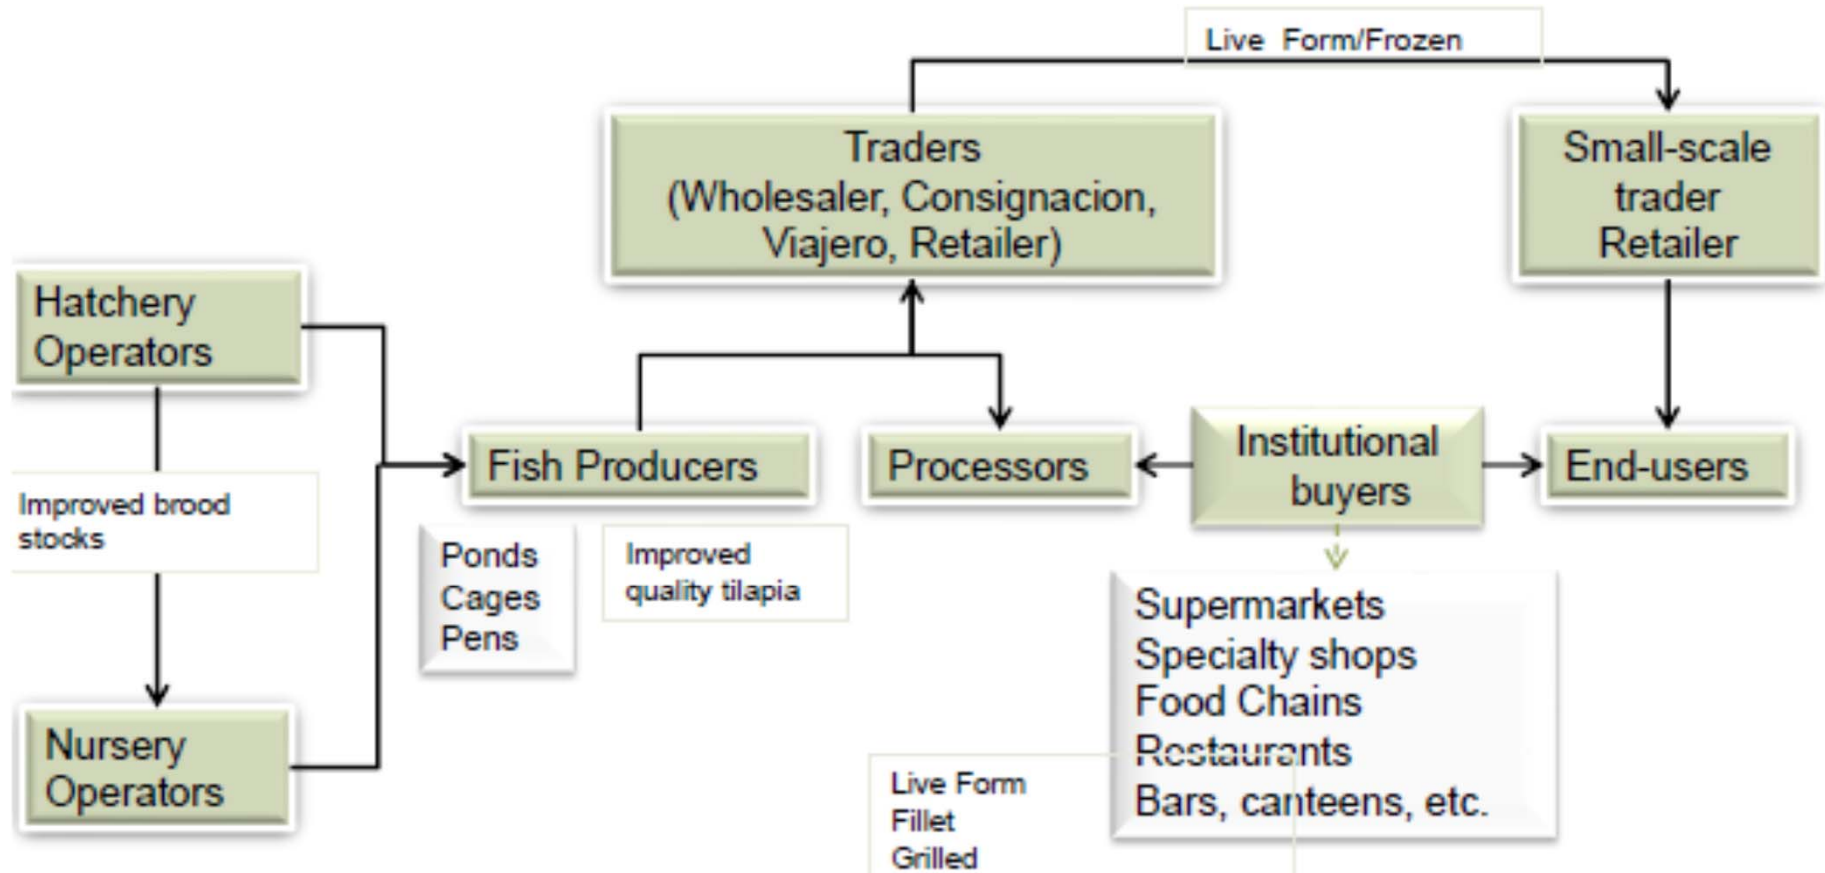 Live Form/Frozen
Traders
(Wholesaler, Consignacion,
Viajero, Retailer)
Small-scale
trader
Retailer
Hatchery
Operators
Improved brood
stocks
Nursery
Operators
Fish Producers
Ponds
Cages
Pens
Improved
quality tilapia
Processors
Institutional
buyers
End-users
Supermarkets
Specialty shops
Food Chains
Restaurants
Bars, canteens, etc.
Live Form
Fillet
Grilled